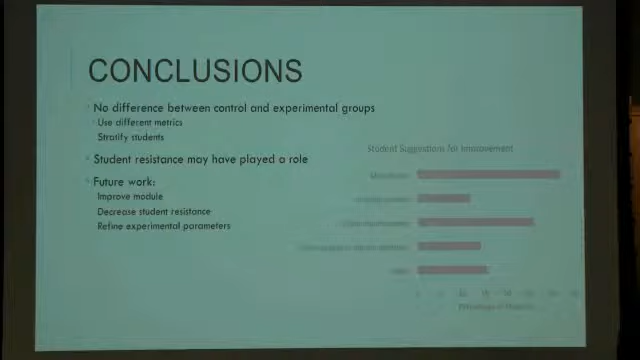 CONCLUSIONS
No difference between control and experimental groups
Use different metrics
Stratify students
Student resistance may have played a role
Future work:
Improve module
Decrease student resistance
Refine experimental parameters
Student Suggestions for Improvement